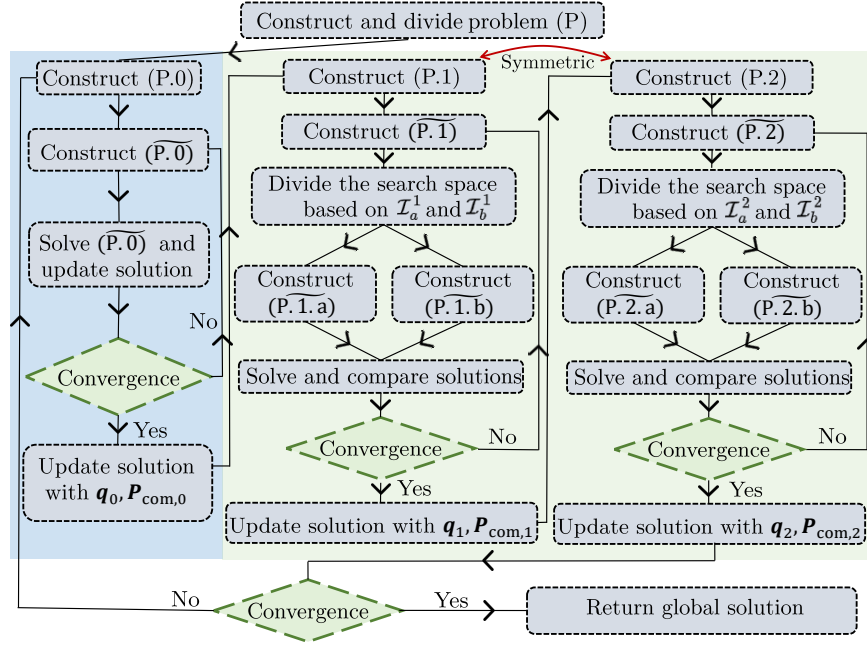 Construct and divide problem (P)
Construct (P.0)
Construct (P͂.0)
Solve (P͂.0) and
update solution
No
Convergence
Yes
Update solution
with q₀, P_com,0
Symmetric
Construct (P.1)
Construct (P͂.1)
Divide the search space
based on ℐₐ¹ and ℐ_b¹
Construct
(P͂.1.a)
Construct
(P͂.1.b)
Solve and compare solutions
Convergence
No
Yes
Update solution with q₁, P_com,1
Construct (P.2)
Construct (P͂.2)
Divide the search space
based on ℐₐ² and ℐ_b²
Construct
(P͂.2.a)
Construct
(P͂.2.b)
Solve and compare solutions
Convergence
No
Yes
Update solution with q₂, P_com,2
No
Convergence
Yes
Return global solution